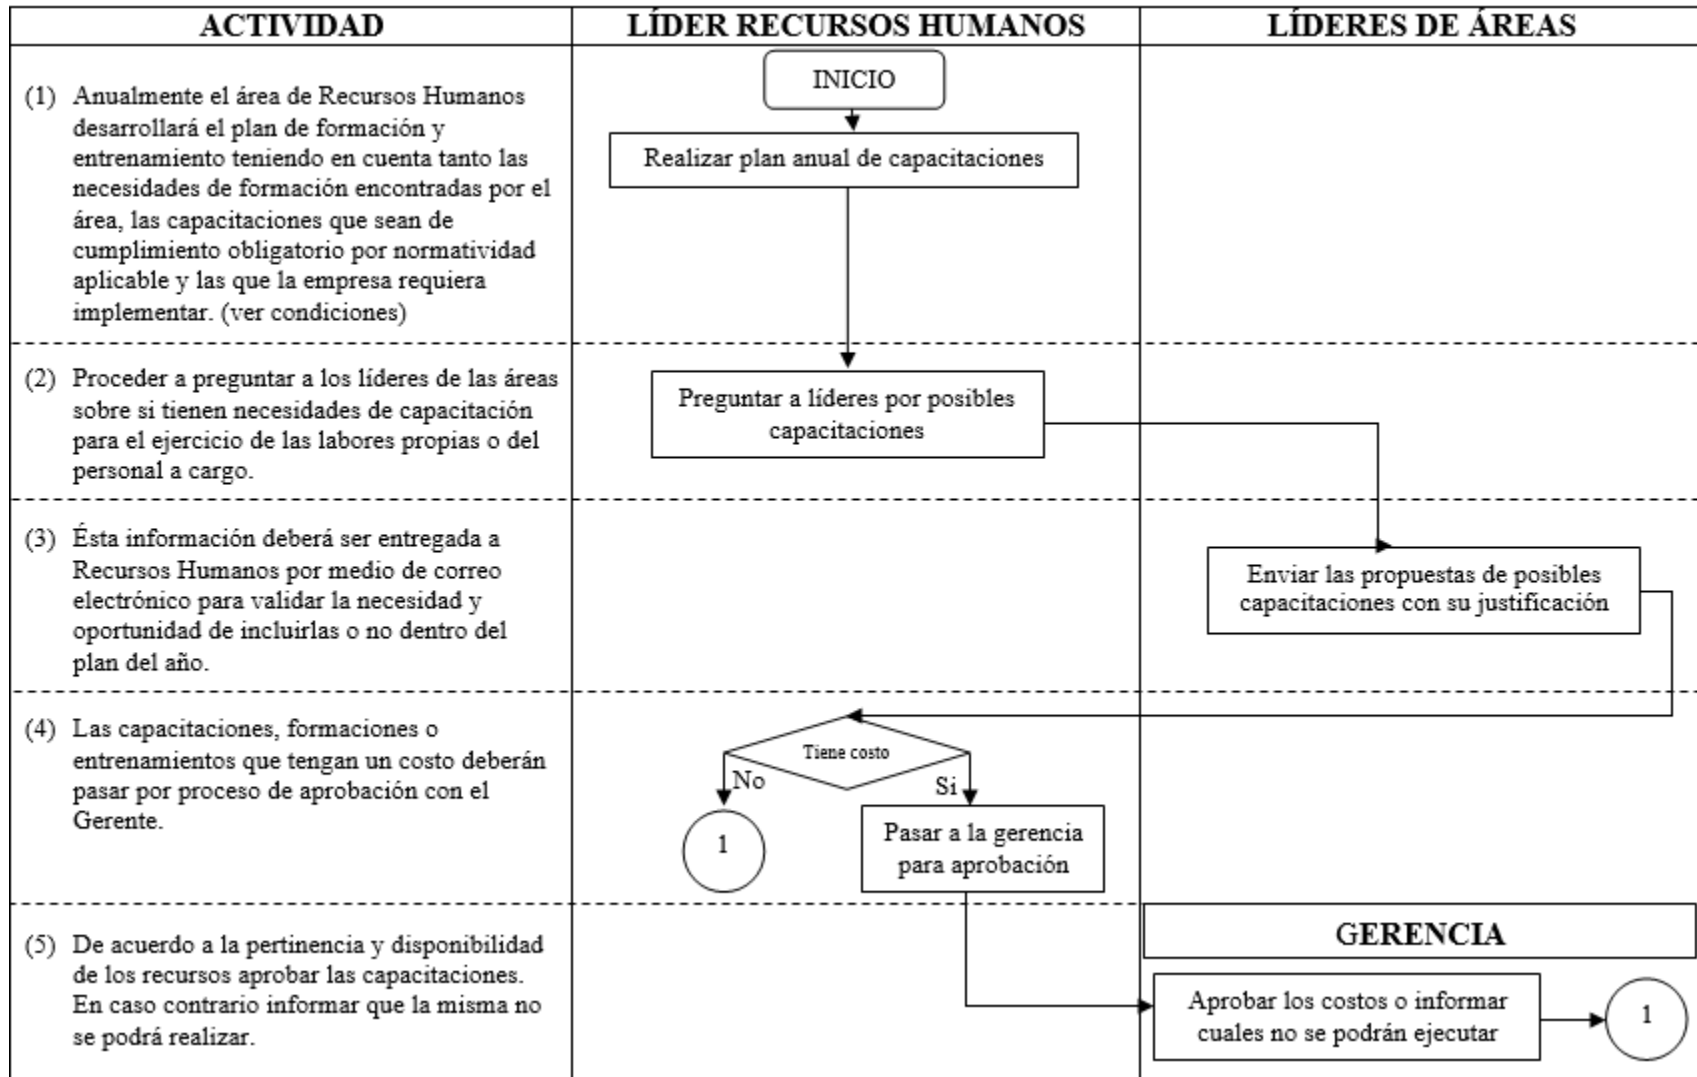 ACTIVIDAD
LÍDER RECURSOS HUMANOS
LÍDERES DE ÁREAS
(1) Anualmente el área de Recursos Humanos
desarrollará el plan de formación y
entrenamiento teniendo en cuenta tanto las
necesidades de formación encontradas por el
área, las capacitaciones que sean de
cumplimiento obligatorio por normatividad
aplicable y las que la empresa requiera
implementar. (ver condiciones)
INICIO
Realizar plan anual de capacitaciones
(2) Proceder a preguntar a los líderes de las áreas
sobre si tienen necesidades de capacitación
para el ejercicio de las labores propias o del
personal a cargo.
Preguntar a líderes por posibles
capacitaciones
(3) Ésta información deberá ser entregada a
Recursos Humanos por medio de correo
electrónico para validar la necesidad y
oportunidad de incluirlas o no dentro del
plan del año.
Enviar las propuestas de posibles
capacitaciones con su justificación
(4) Las capacitaciones, formaciones o
entrenamientos que tengan un costo deberán
pasar por proceso de aprobación con el
Gerente.
Tiene costo
No
Si
1
Pasar a la gerencia
para aprobación
(5) De acuerdo a la pertinencia y disponibilidad
de los recursos aprobar las capacitaciones.
En caso contrario informar que la misma no
se podrá realizar.
GERENCIA
Aprobar los costos o informar
cuales no se podrán ejecutar
1